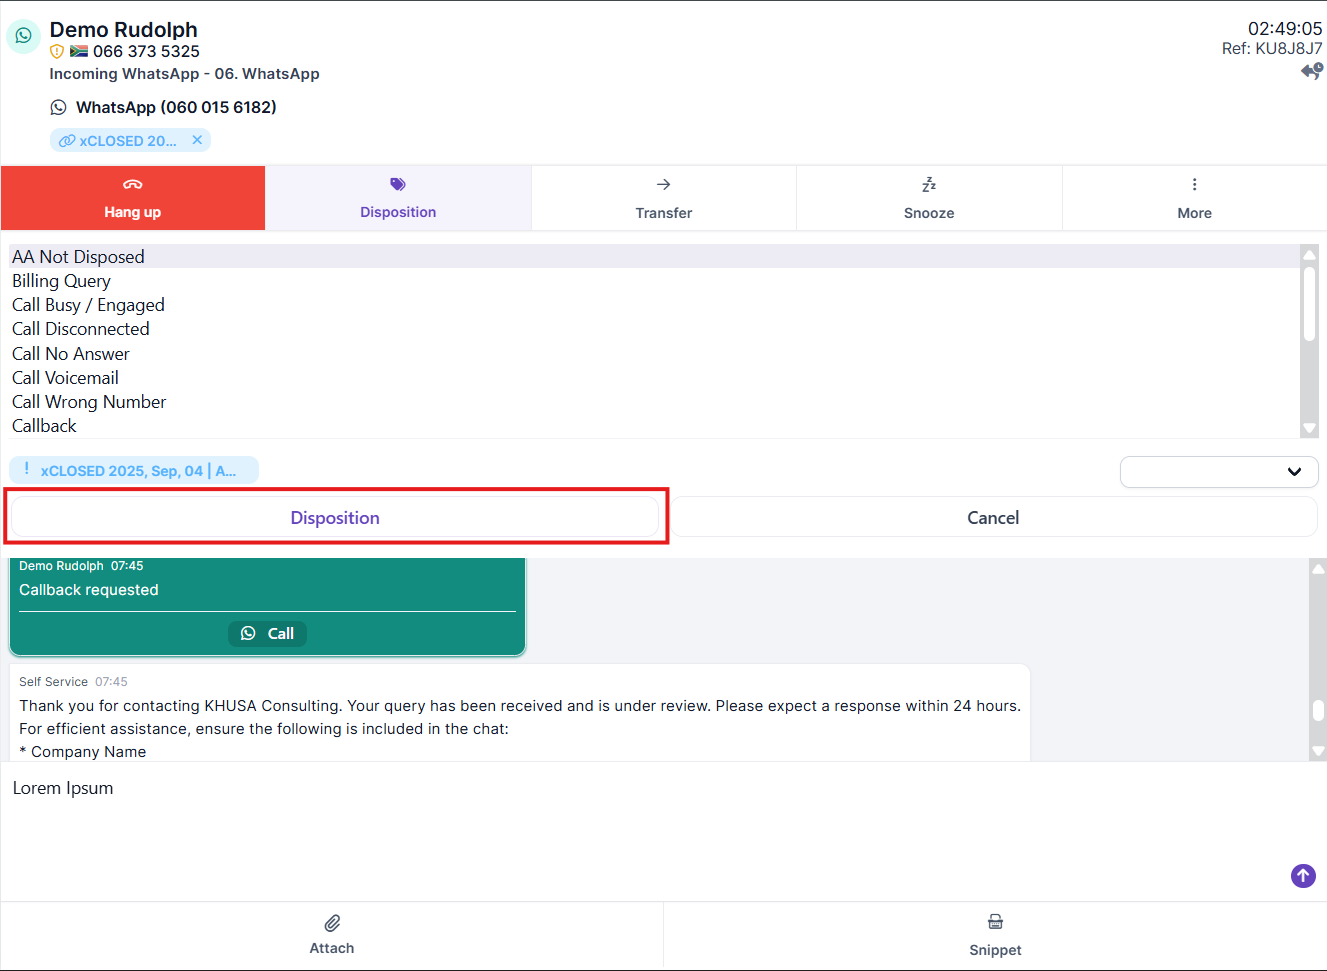 Demo Rudolph
02:49:05
066 373 5325
Ref: KU8J8J7
Incoming WhatsApp - 06. WhatsApp
WhatsApp (060 015 6182)
xCLOSED 20...
Hang up
Disposition
Transfer
Snooze
More
AA Not Disposed
Billing Query
Call Busy / Engaged
Call Disconnected
Call No Answer
Call Voicemail
Call Wrong Number
Callback
! xCLOSED 2025, Sep, 04 | A...
Disposition
Cancel
Demo Rudolph 07:45
Callback requested
Call
Self Service 07:45
Thank you for contacting KHUSA Consulting. Your query has been received and is under review. Please expect a response within 24 hours.
For efficient assistance, ensure the following is included in the chat:
* Company Name
Lorem Ipsum
Attach
Snippet